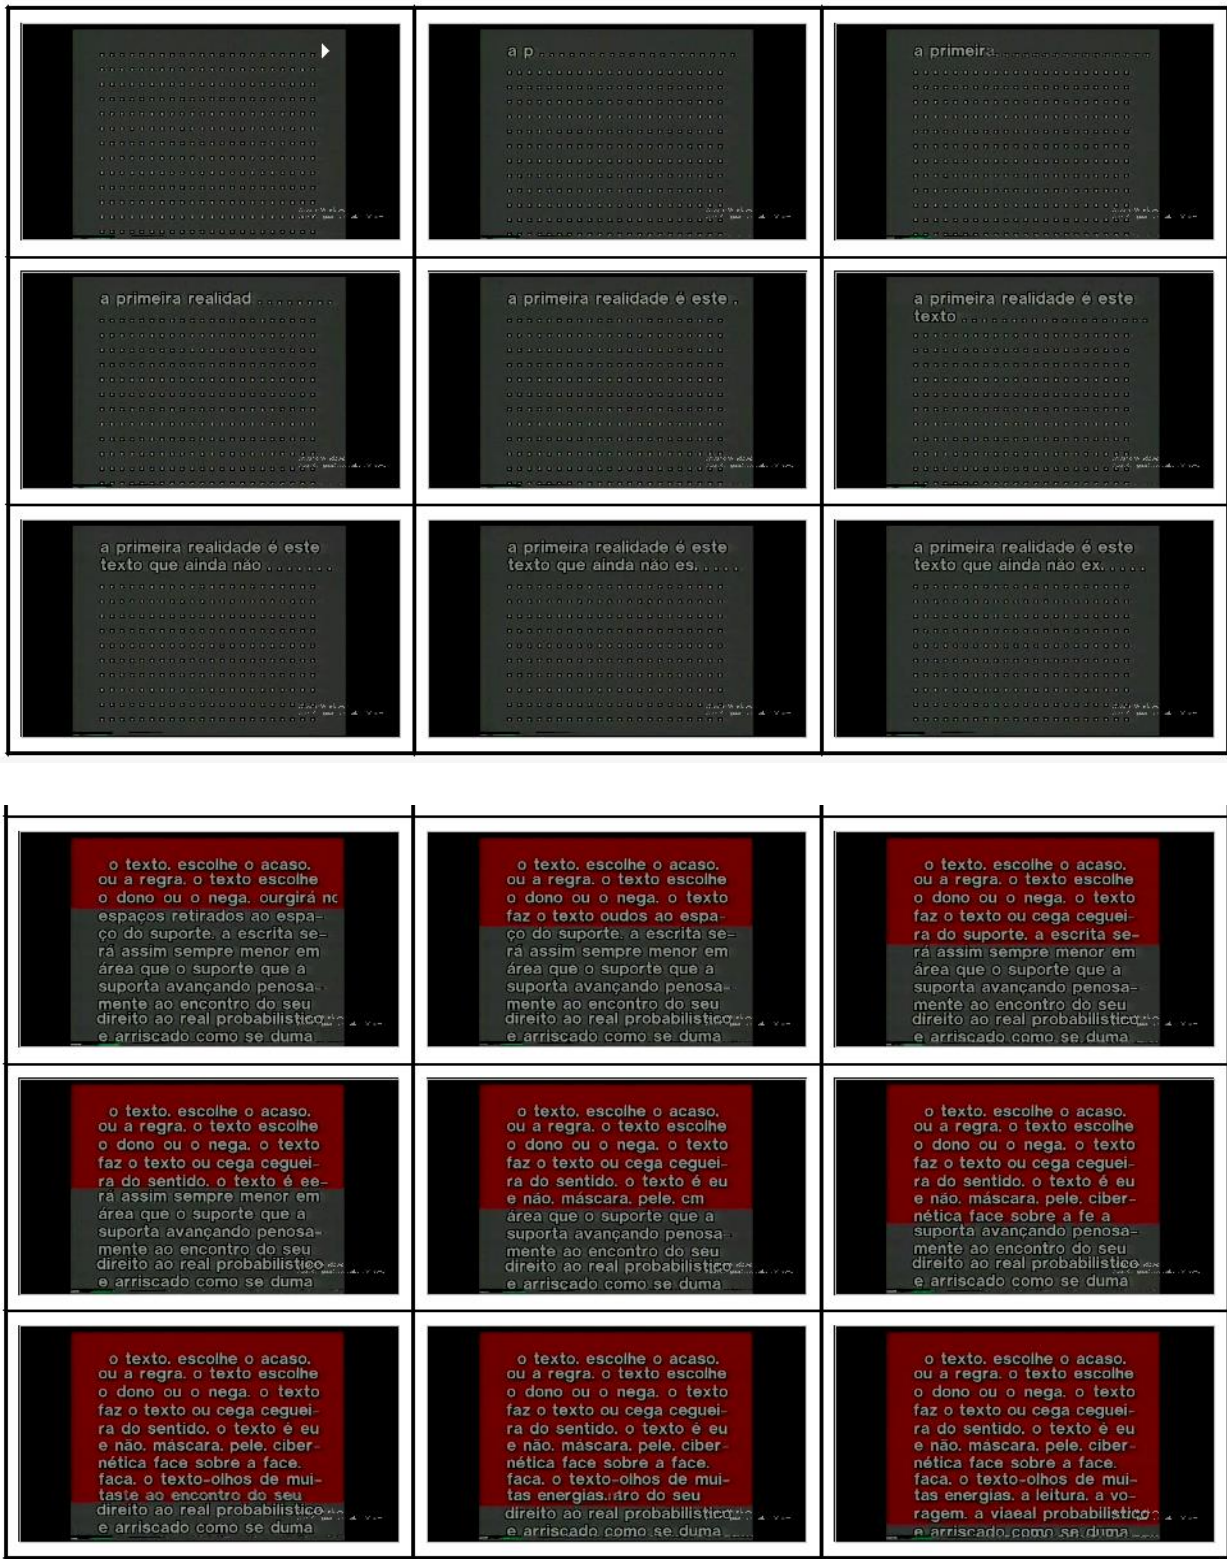 a p
a primeira
a primeira realidad
a primeira realidade é este .
a primeira realidade é este
texto
a primeira realidade é este
texto que ainda não
a primeira realidade é este
texto que ainda não es.
a primeira realidade é este
texto que ainda não ex.
o texto. escolhe o acaso.
ou a regra. o texto escolhe
o dono ou o nega. ourgirá no
espaços retirados ao espa-
ço do suporte. a escrita se-
rá assim sempre menor em
área que o suporte que a
suporta avançando penosa-
mente ao encontro do seu
direito ao real probabilistico
e arriscado como se duma
o texto. escolhe o acaso.
ou a regra. o texto escolhe
o dono ou o nega. o texto
faz o texto oudos ao espa-
ço do suporte. a escrita se-
rá assim sempre menor em
área que o suporte que a
suporta avançando penosa-
mente ao encontro do seu
direito ao real probabilistico
e arriscado como se duma
o texto. escolhe o acaso.
ou a regra. o texto escolhe
o dono ou o nega. o texto
faz o texto ou cega ceguei-
ra do suporte. a escrita se-
rá assim sempre menor em
área que o suporte que a
suporta avançando penosa-
mente ao encontro do seu
direito ao real probabilistico
e arriscado como se duma
o texto. escolhe o acaso.
ou a regra. o texto escolhe
o dono ou o nega. o texto
faz o texto ou cega ceguei-
ra do sentido. o texto é ee-
rá assim sempre menor em
área que o suporte que a
suporta avançando penosa-
mente ao encontro do seu
direito ao real probabilistico
e arriscado como se duma
o texto. escolhe o acaso.
ou a regra. o texto escolhe
o dono ou o nega. o texto
faz o texto ou cega ceguei-
ra do sentido. o texto é eu
e não. máscara. pele. cm
área que o suporte que a
suporta avançando penosa-
mente ao encontro do seu
direito ao real probabilistico
e arriscado como se duma
o texto. escolhe o acaso.
ou a regra. o texto escolhe
o dono ou o nega. o texto
faz o texto ou cega ceguei-
ra do sentido. o texto é eu
e não. máscara. pele. ciber-
nética face sobre a fe a
suporta avançando penosa-
mente ao encontro do seu
direito ao real probabilistico
e arriscado como se duma
o texto. escolhe o acaso.
ou a regra. o texto escolhe
o dono ou o nega. o texto
faz o texto ou cega ceguei-
ra do sentido. o texto é eu
e não. máscara. pele. ciber-
nética face sobre a face.
faca. o texto-olhos de mui-
taste ao encontro do seu
direito ao real probabilistico
e arriscado como se duma
o texto. escolhe o acaso.
ou a regra. o texto escolhe
o dono ou o nega. o texto
faz o texto ou cega ceguei-
ra do sentido. o texto é eu
e não. máscara. pele. ciber-
nética face sobre a face.
faca. o texto-olhos de mui-
tas energias. do seu
direito ao real probabilistico
e arriscado como se duma
o texto. escolhe o acaso.
ou a regra. o texto escolhe
o dono ou o nega. o texto
faz o texto ou cega ceguei-
ra do sentido. o texto é eu
e não. máscara. pele. ciber-
nética face sobre a face.
faca. o texto-olhos de mui-
tas energias. a leitura. a vo-
ragem. a viaeal probabilistico
e arriscado como se duma